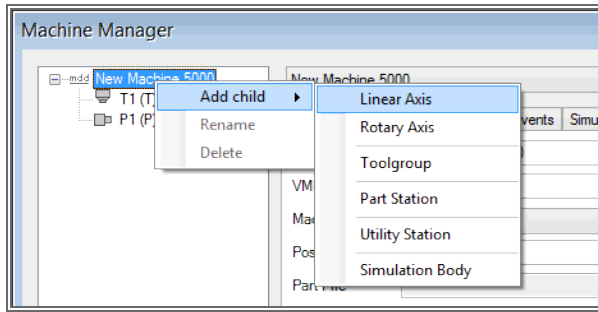 Machine Manager
mdd New Machine 5000
New Machine 5000
T1 (T)
Add child
Linear Axis
vents
Simu
P1 (P)
Rename
Rotary Axis
Delete
Toolgroup
VM
Part Station
Mac
Utility Station
Pos
Simulation Body
Part File